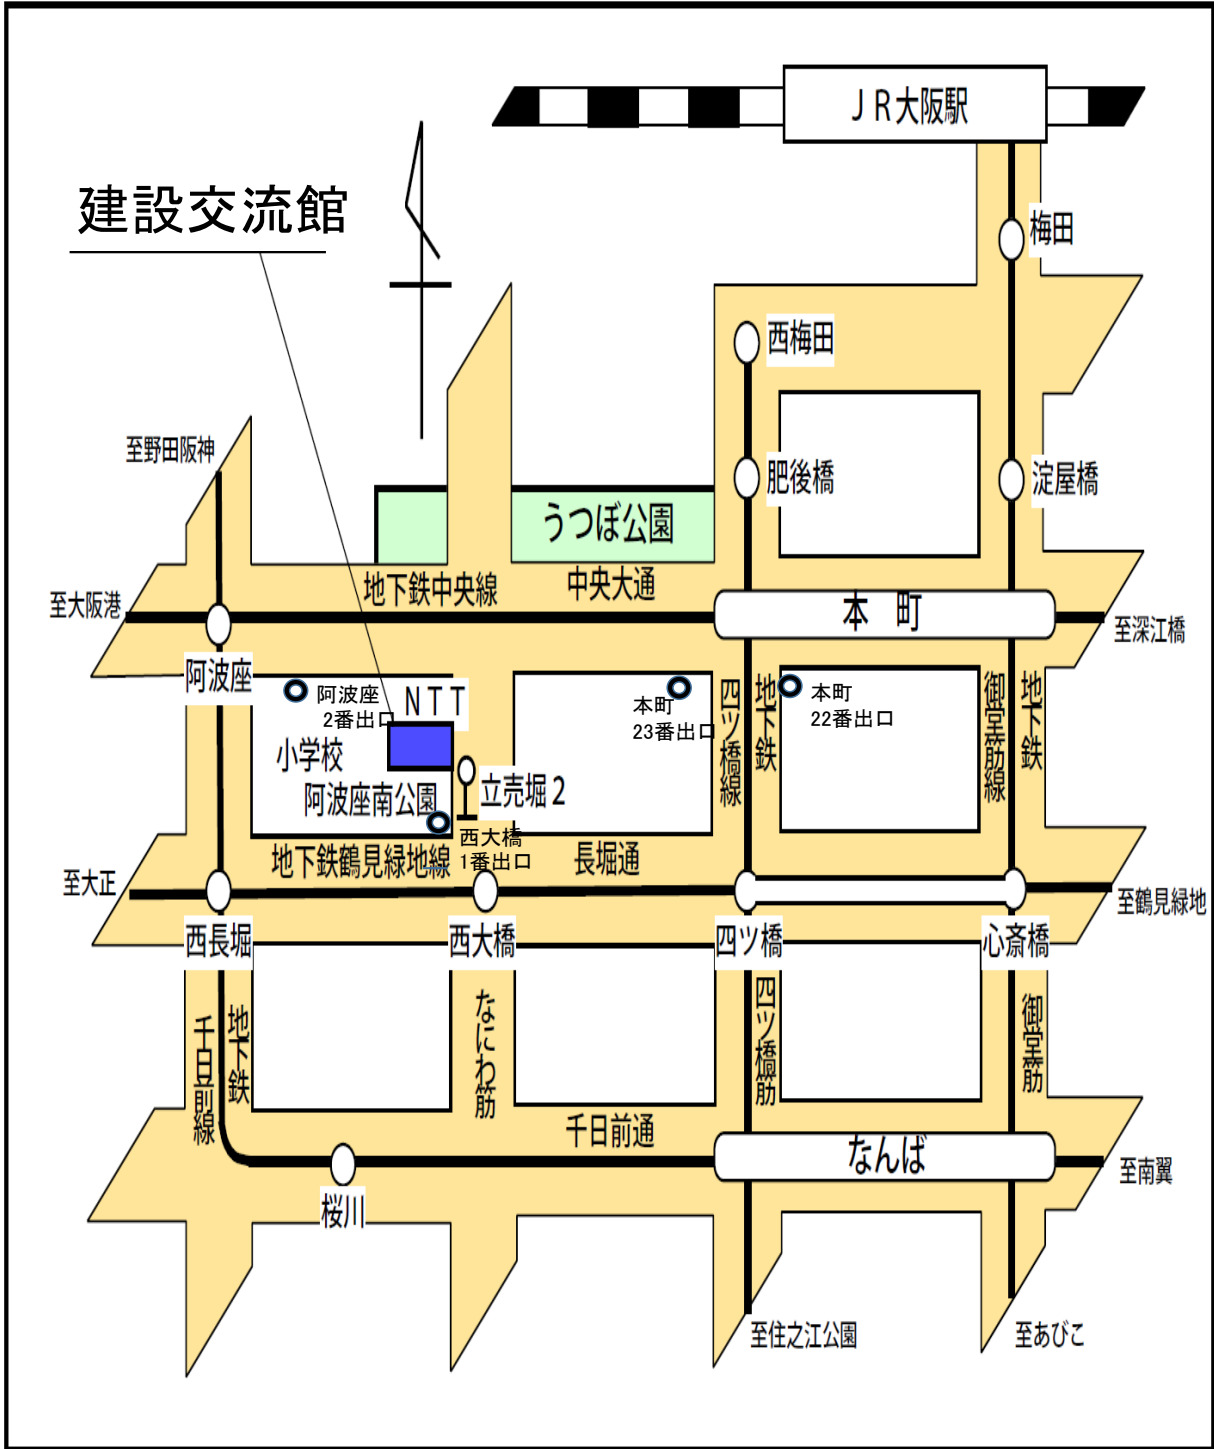 ＪＲ大阪駅
建設交流館
梅田
西梅田
至野田阪神
肥後橋
淀屋橋
うつぼ公園
地下鉄中央線
中央大通
至大阪港
本　町
至深江橋
阿波座
阿波座
2番出口
ＮＴＴ
本町
23番出口
四ツ橋線
地下鉄
本町
22番出口
御堂筋線
地下鉄
小学校
阿波座南公園
立売堀２
西大橋
1番出口
地下鉄鶴見緑地線
長堀通
至大正
至鶴見緑地
西長堀
西大橋
四ツ橋
心斎橋
千日前線
地下鉄
なにわ筋
四ツ橋筋
御堂筋
千日前通
なんば
至南翼
桜川
至住之江公園
至あびこ